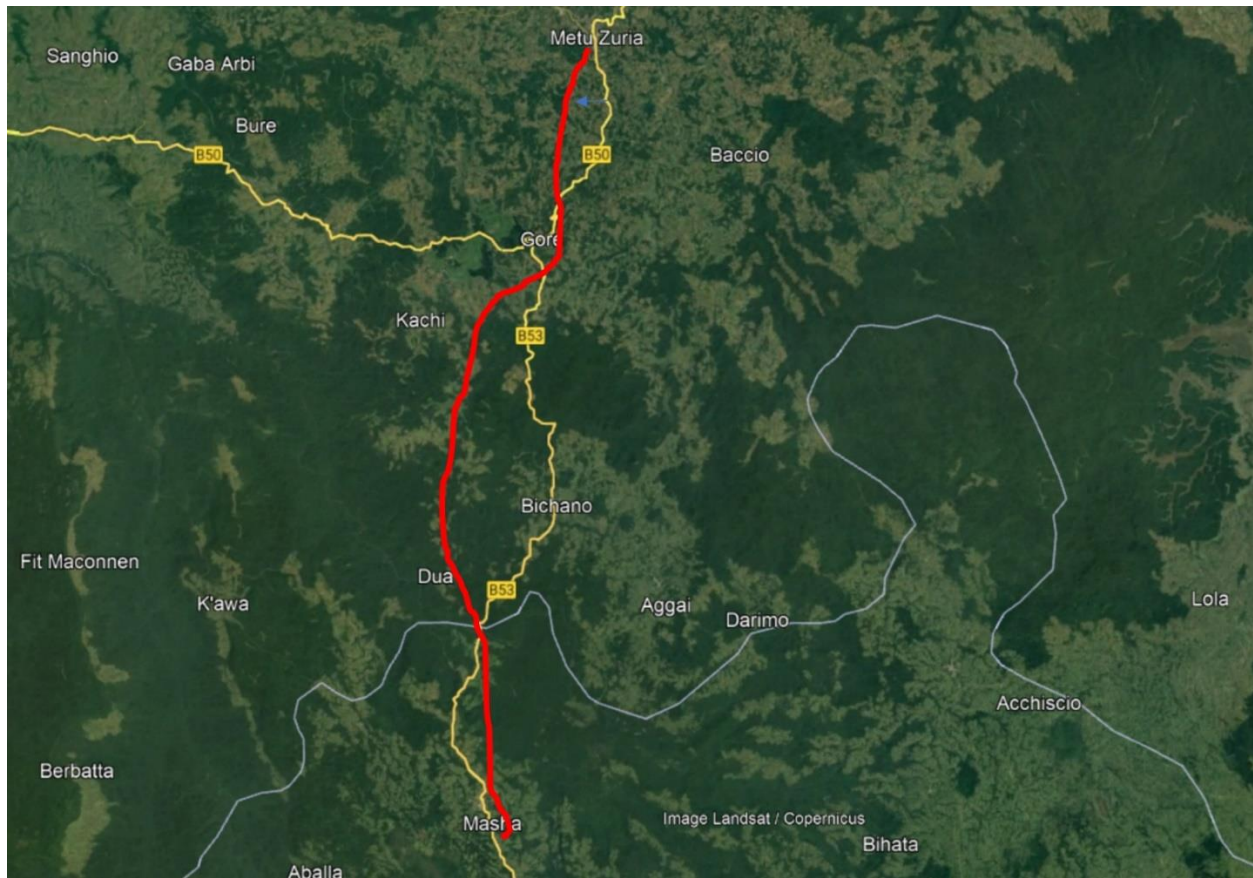 Metu Zuria
Sanghio
Gaba Arbi
Bure
B50
B50
Baccio
Gore
Kachi
B53
Bichano
Fit Maconnen
Dua
B53
K'awa
Aggai
Darimo
Lola
Acchiscio
Berbatta
Masha
Image Landsat / Copernicus
Bihata
Aballa